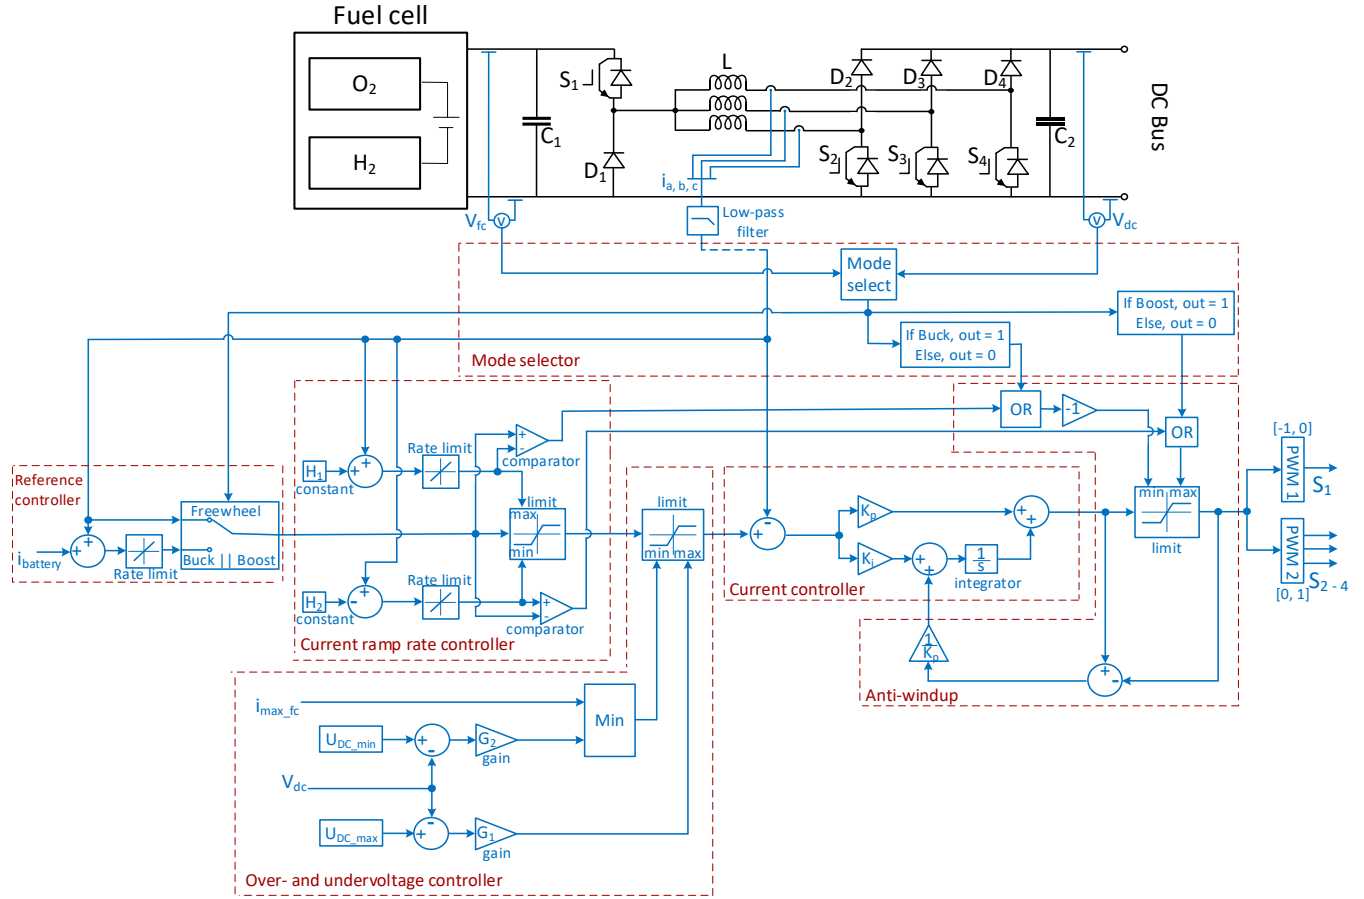 Fuel cell
O2
H2
C1
S1
D1
L
D2
D3
D4
S2
S3
S4
C2
DC Bus
ia, b, c
Vfc
V
Low-pass
filter
V
Vdc
Mode
select
If Boost, out = 1
Else, out = 0
If Buck, out = 1
Else, out = 0
Mode selector
OR
-1
OR
Reference
controller
Freewheel
Buck || Boost
ibattery
+
+
Rate limit
H1
constant
+
+
Rate limit
+
-
comparator
limit
max
min
H2
constant
-
+
Rate limit
+
-
comparator
Current ramp rate controller
limit
min max
+
-
Kp
Ki
+
+
1
s
integrator
+
+
Current controller
min max
limit
[-1, 0]
PWM 1
S1
PWM 2
[0, 1]
S2 - 4
1
Kp
+
-
Anti-windup
imax_fc
Min
UDC_min
+
-
G2
gain
Vdc
UDC_max
+
-
G1
gain
Over- and undervoltage controller